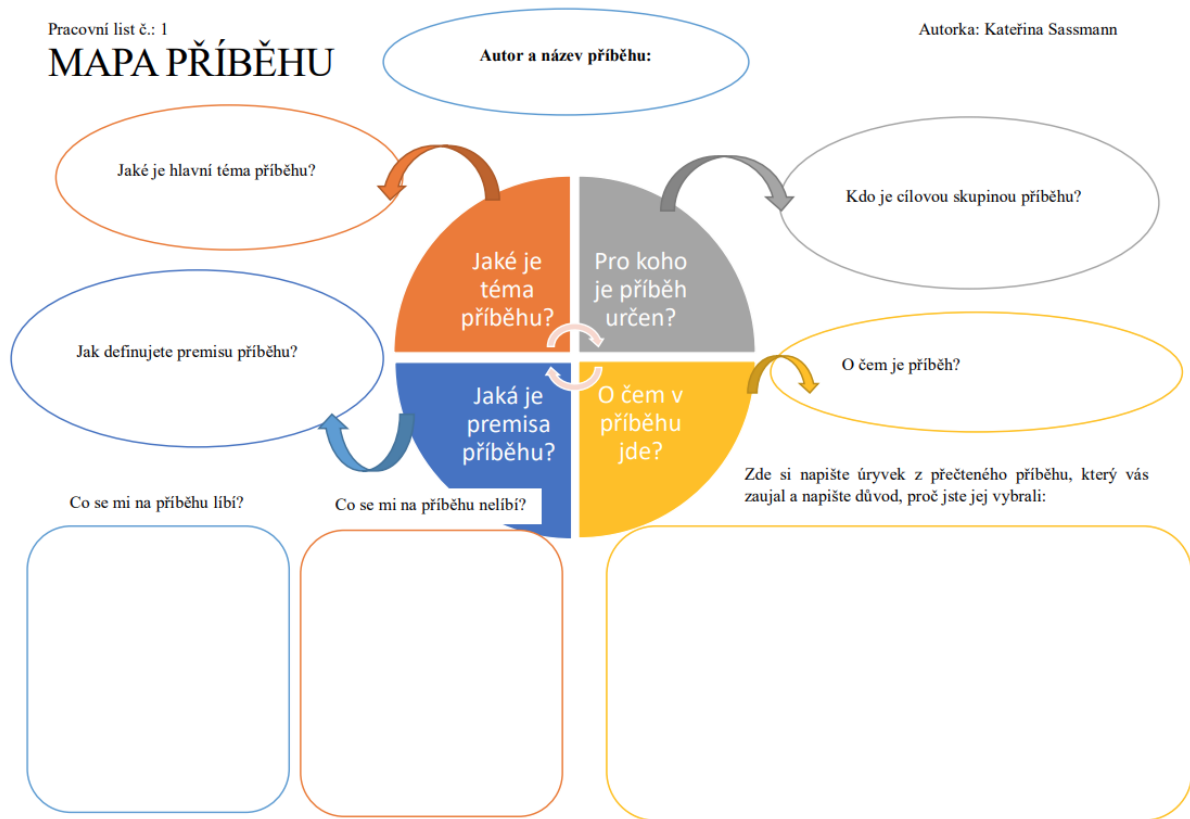 Pracovní list č.: 1
MAPA PŘÍBĚHU
Autor a název příběhu:
Autorka: Kateřina Sassmann
Jaké je hlavní téma příběhu?
Kdo je cílovou skupinou příběhu?
Jaké je
téma
příběhu?
Pro koho
je příběh
určen?
Jak definujete premisu příběhu?
O čem je příběh?
Jaká je
premisa
příběhu?
O čem v
příběhu
jde?
Co se mi na příběhu líbí?
Co se mi na příběhu nelíbí?
Zde si napište úryvek z přečteného příběhu, který vás
zaujal a napište důvod, proč jste jej vybrali: